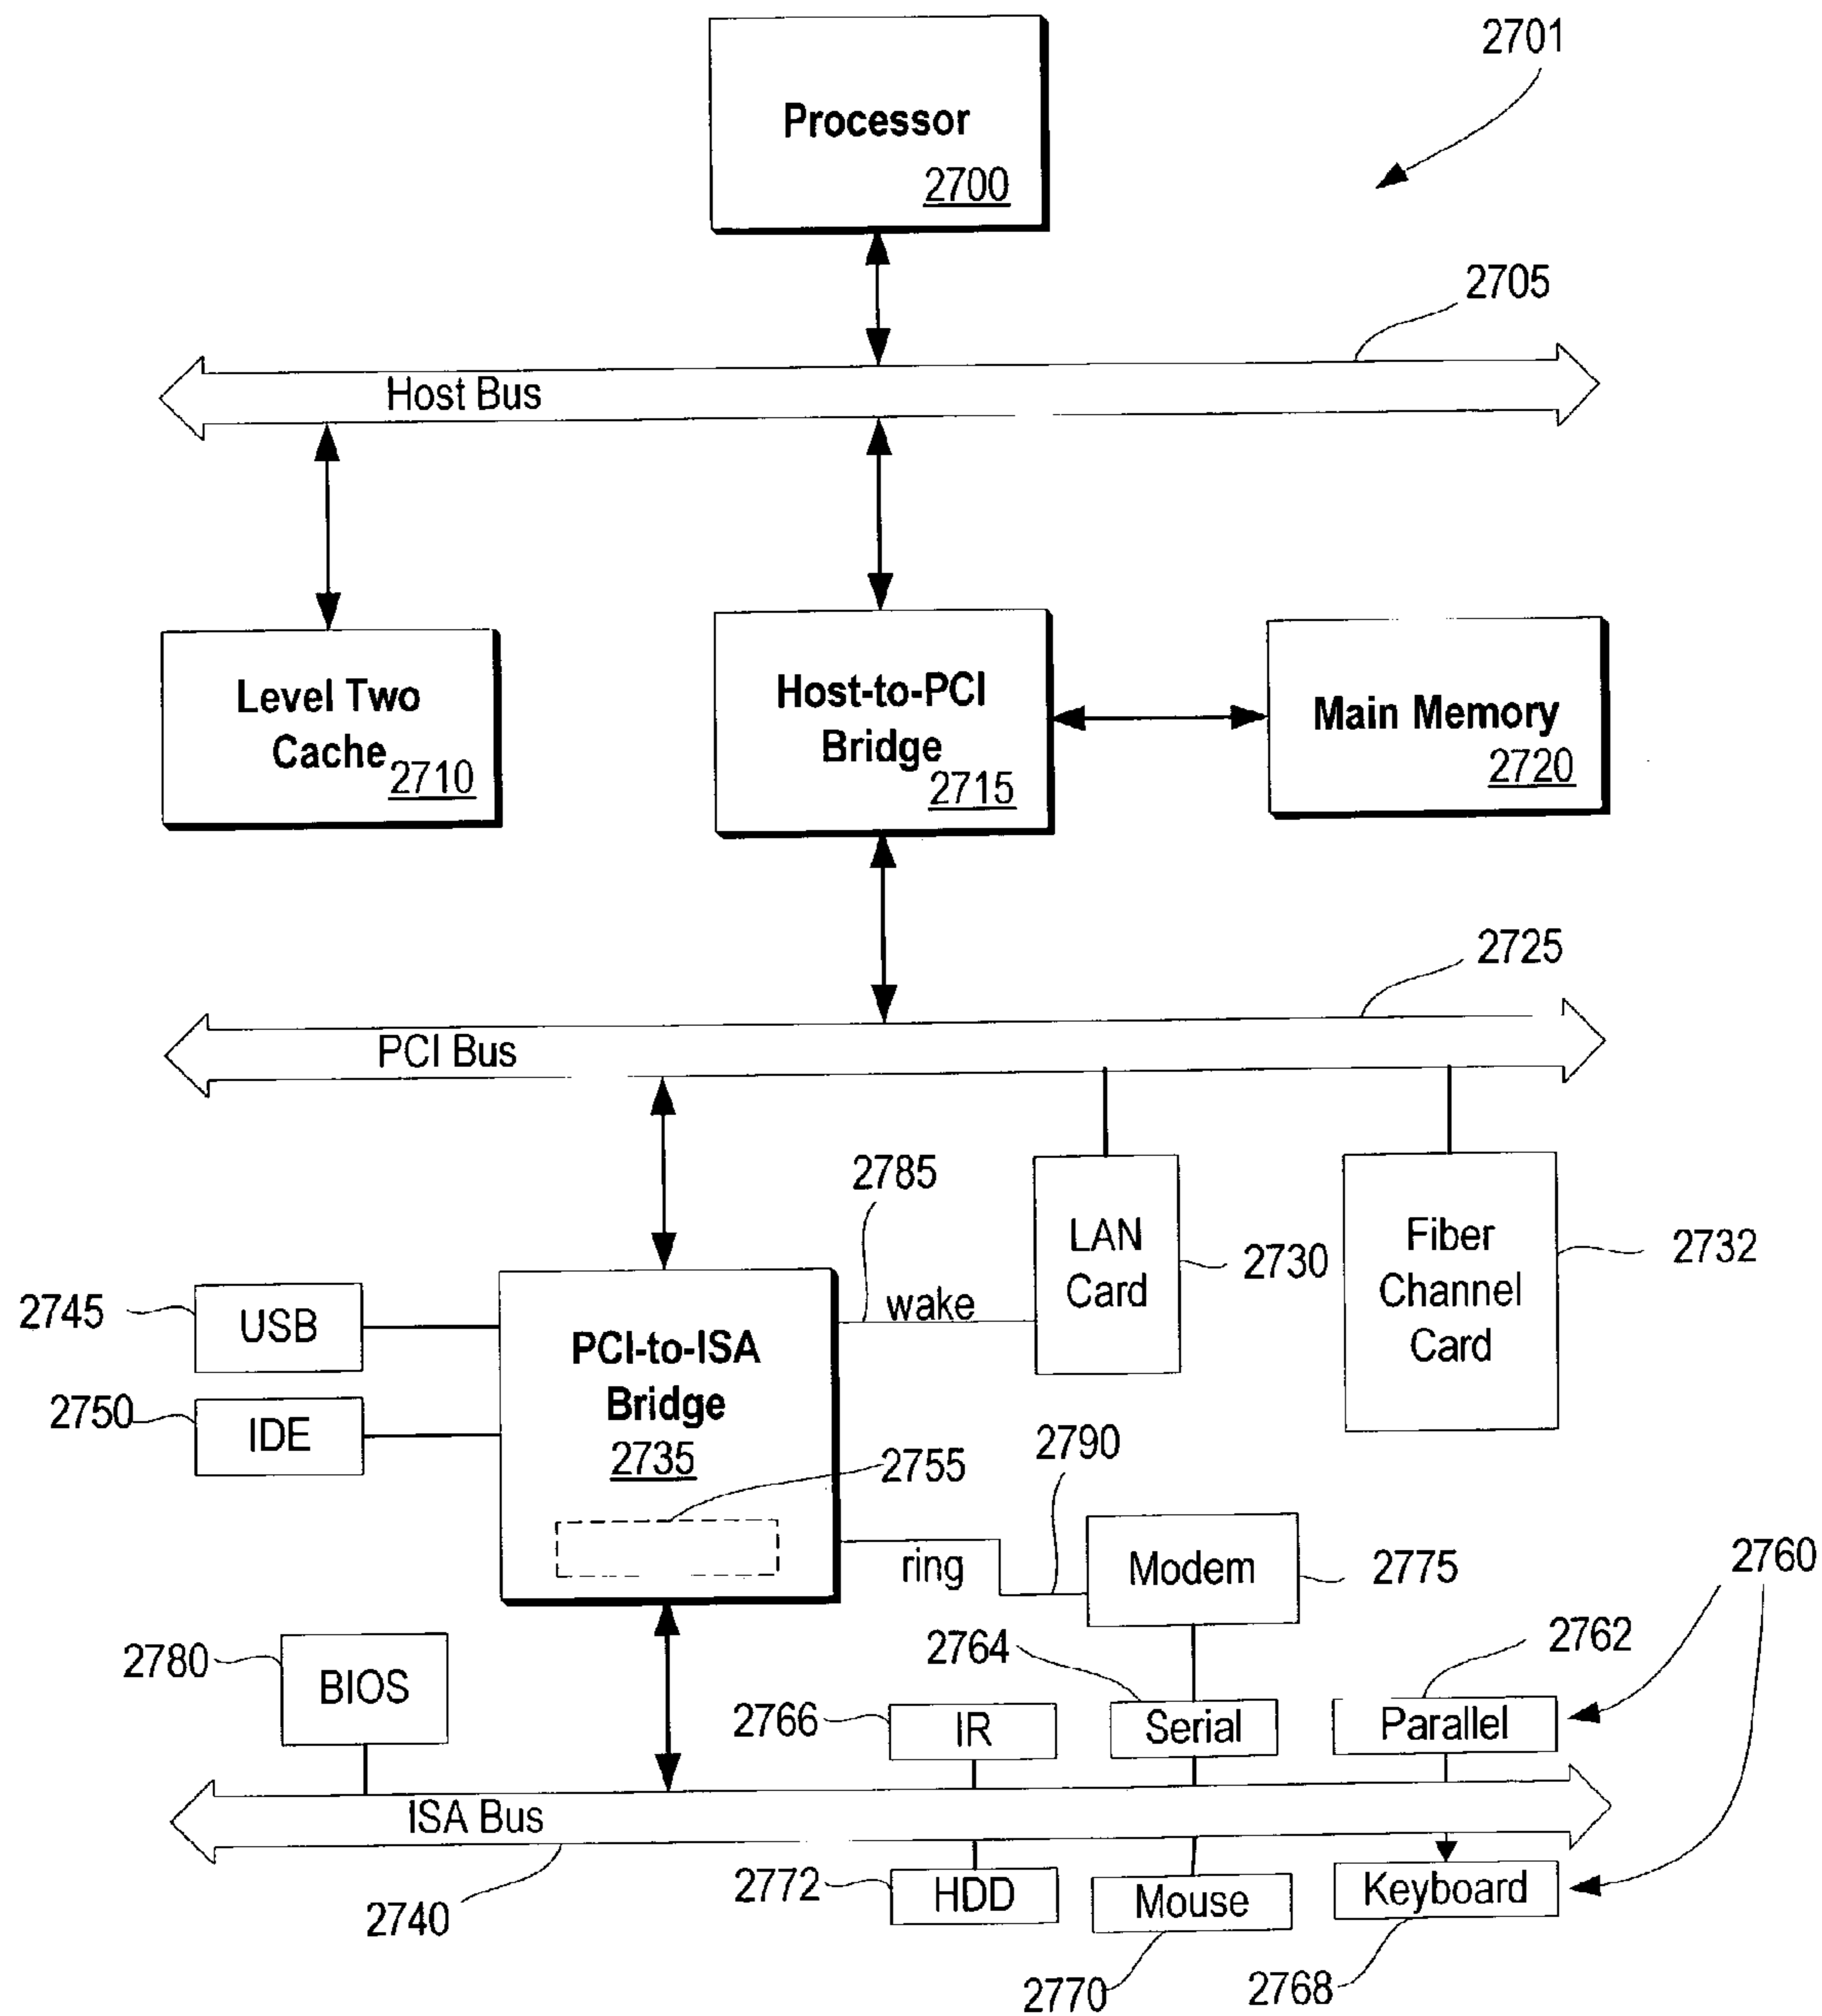 2701
Processor
2700
2705
Host Bus
Level Two
Cache
2710
Host-to-PCI
Bridge
2715
Main Memory
2720
2725
PCI Bus
2785
LAN
Card
2730
Fiber
Channel
Card
2732
2745
USB
wake
PCI-to-ISA
Bridge
2735
2750
IDE
2755
2790
ring
Modem
2775
2760
2780
BIOS
2764
2762
2766
IR
Serial
Parallel
ISA Bus
2740
2772
HDD
Mouse
Keyboard
2770
2768